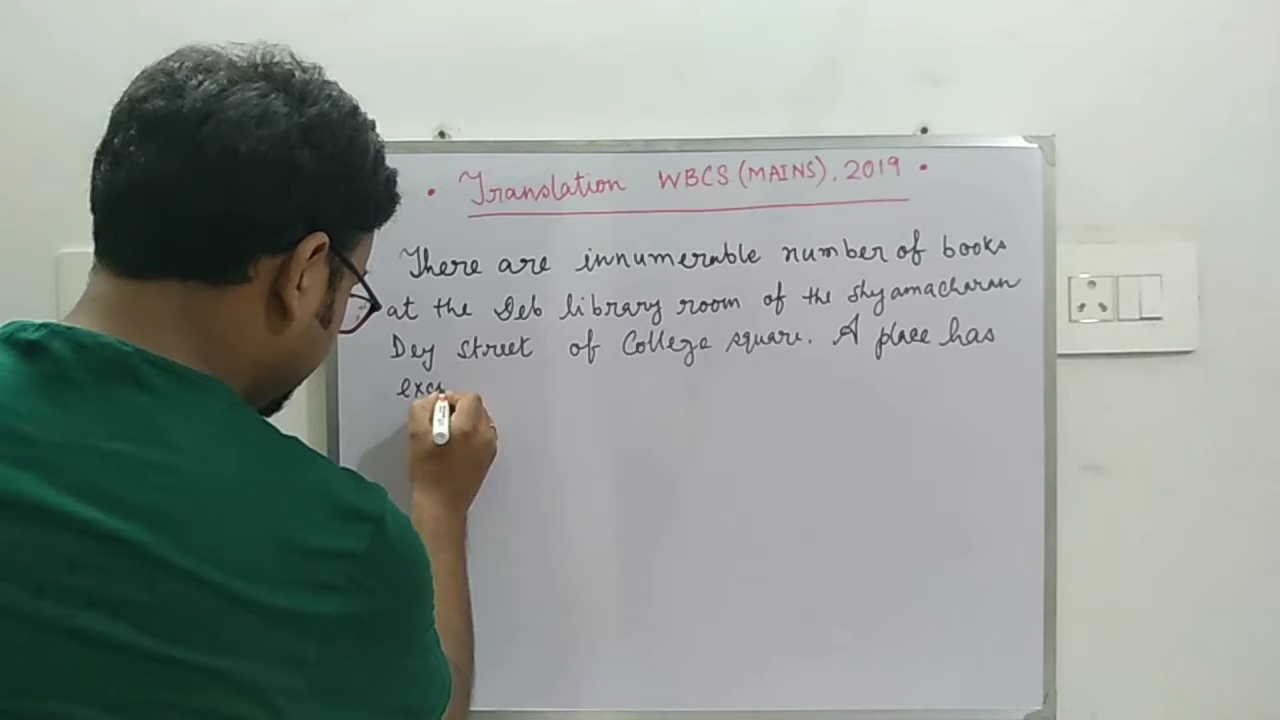 • Translation WBCS (MAINS). 2019 •
There are innumerable number of books
at the Deb library room of the Shyamacharan
Dey Street of College square. A place has